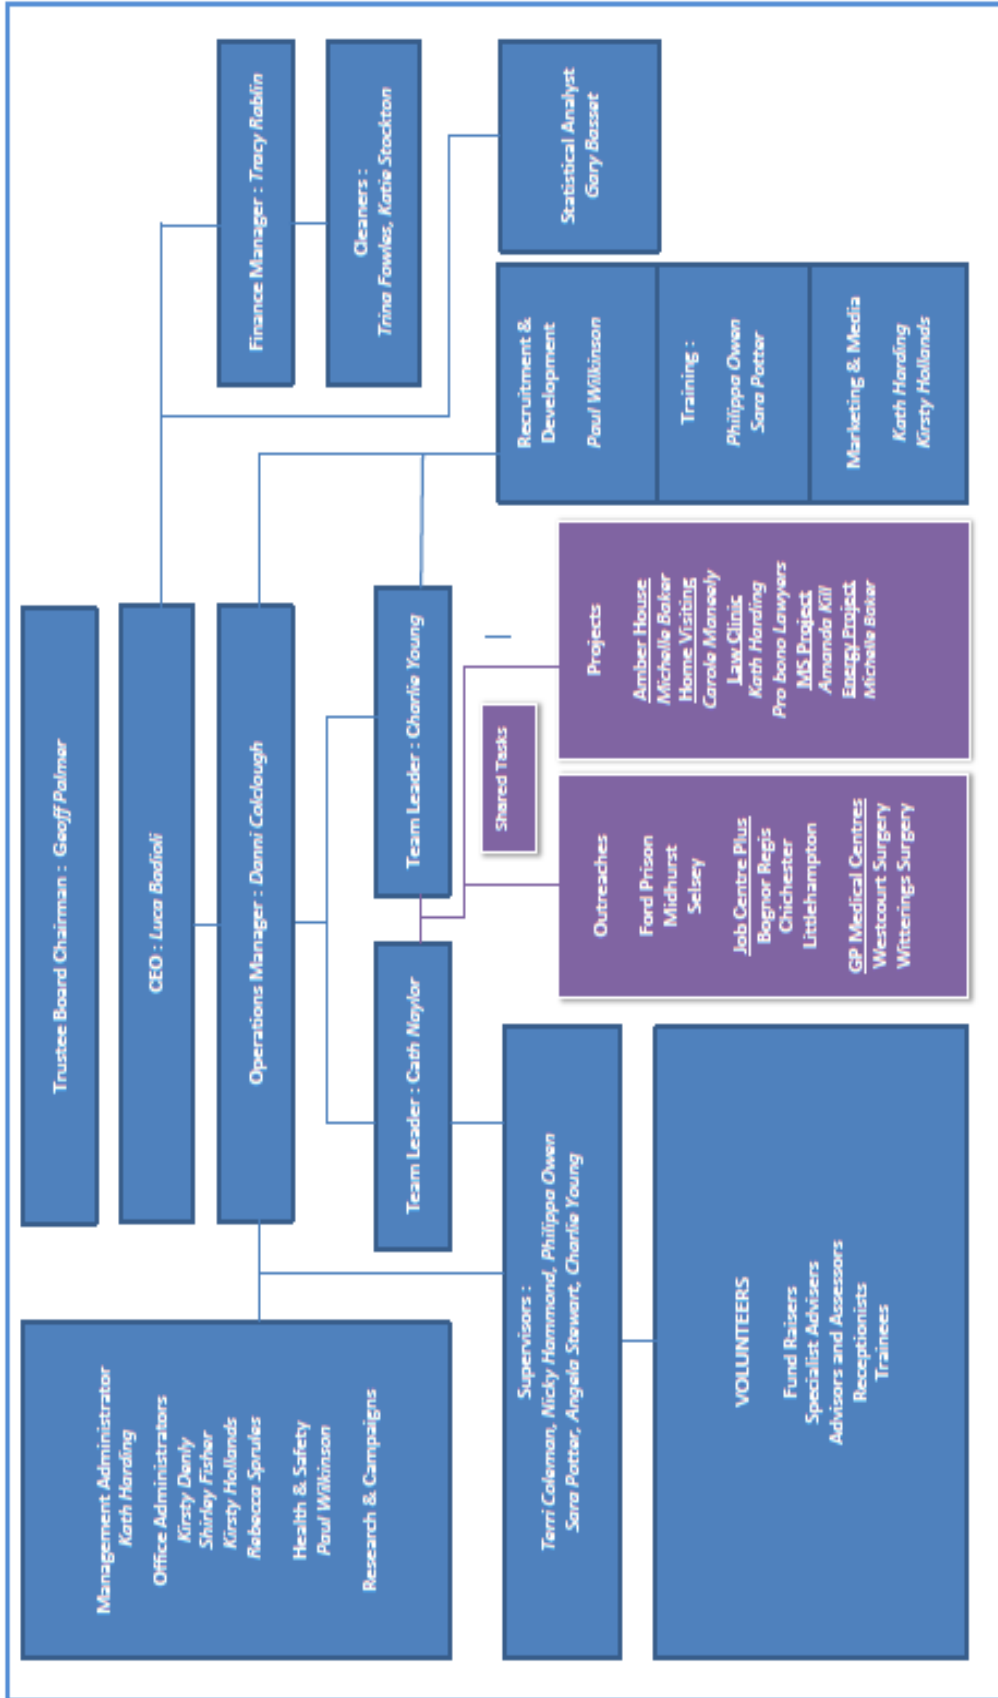 Trustee Board Chairman : Geoff Palmer
CEO : Luca Badioli
Operations Manager : Danni Colclough
Finance Manager : Tracy Rablin
Cleaners :
Trina Fowles, Katie Stockton
Management Administrator
Kath Harding
Office Administrators
Kirsty Denly
Shirley Fisher
Kirsty Hollands
Rebecca Sprules
Health & Safety
Paul Wilkinson
Research & Campaigns
Team Leader : Cath Naylor
Team Leader : Charlie Young
Shared Tasks
Supervisors :
Terri Coleman, Nicky Hammond, Philippa Owen
Sara Potter, Angela Stewart, Charlie Young
VOLUNTEERS
Fund Raisers
Specialist Advisers
Advisors and Assessors
Receptionists
Trainees
Outreaches
Ford Prison
Midhurst
Selsey
Job Centre Plus
Bognor Regis
Chichester
Littlehampton
GP Medical Centres
Westcourt Surgery
Witterings Surgery
Projects
Amber House
Michelle Baker
Home Visiting
Carole Maneely
Law Clinic
Kath Harding
Pro bono Lawyers
MS Project
Amanda Kill
Energy Project
Michelle Baker
Recruitment &
Development
Paul Wilkinson
Training :
Philippa Owen
Sara Potter
Marketing & Media
Kath Harding
Kirsty Hollands
Statistical Analyst
Gary Basset